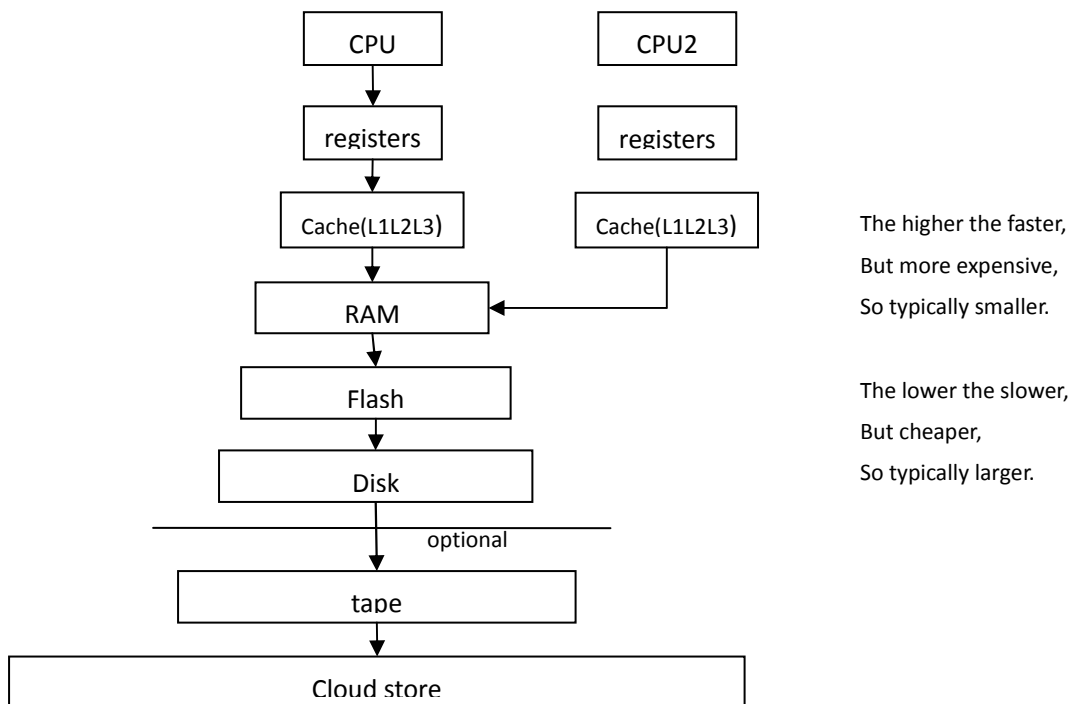 CPU
CPU2
registers
registers
Cache(L1L2L3)
Cache(L1L2L3)
The higher the faster,
But more expensive,
So typically smaller.
RAM
Flash
The lower the slower,
But cheaper,
So typically larger.
Disk
optional
tape
Cloud store